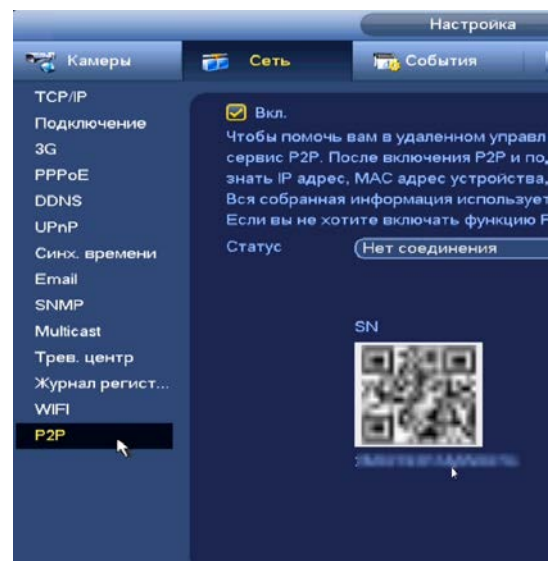 Настройка
Камеры
Сеть
События
TCP/IP
Подключение
3G
PPPoE
DDNS
UPnP
Синх. времени
Email
SNMP
Multicast
Трев. центр
Журнал регист...
WIFI
P2P
Вкл.
Чтобы помочь вам в удаленном управл
сервис P2P. После включения P2P и по
знать IP адрес, MAC адрес устройства,
Вся собранная информация использует
Если вы не хотите включать функцию
Статус
Нет соединения
SN